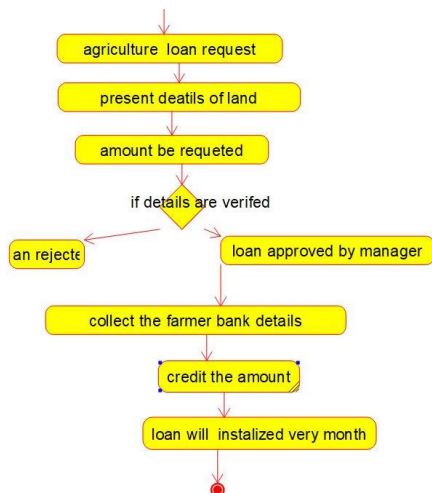 agriculture loan request
present deatils of land
amount be requeted
if details are verifed
an rejecte
loan approved by manager
collect the farmer bank details
credit the amount
loan will instalized very month